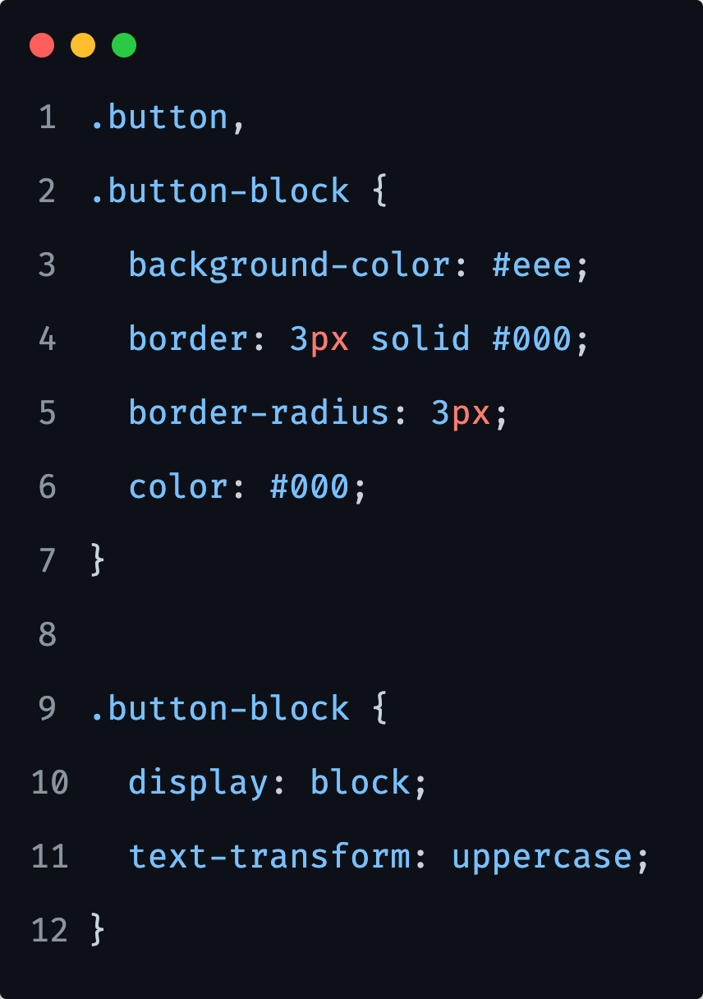 1 .button,
2 .button-block {
3   background-color: #eee;
4   border: 3px solid #000;
5   border-radius: 3px;
6   color: #000;
7 }
8
9 .button-block {
10   display: block;
11   text-transform: uppercase;
12 }